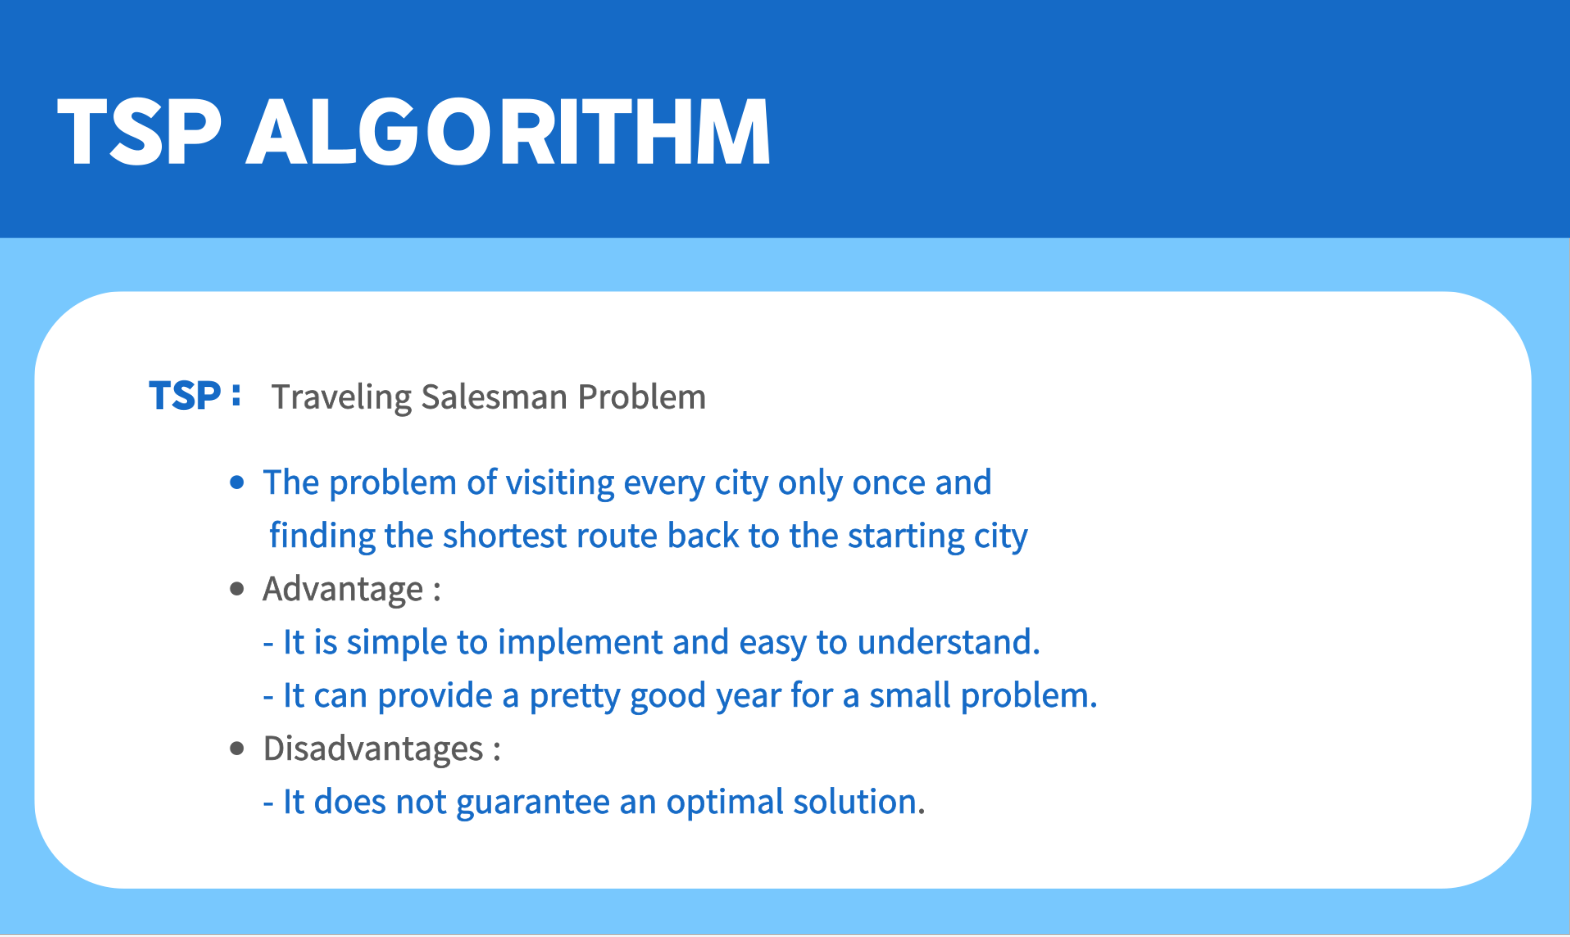 TSP ALGORITHM
TSP : Traveling Salesman Problem
• The problem of visiting every city only once and
finding the shortest route back to the starting city
• Advantage :
- It is simple to implement and easy to understand.
- It can provide a pretty good year for a small problem.
• Disadvantages :
- It does not guarantee an optimal solution.